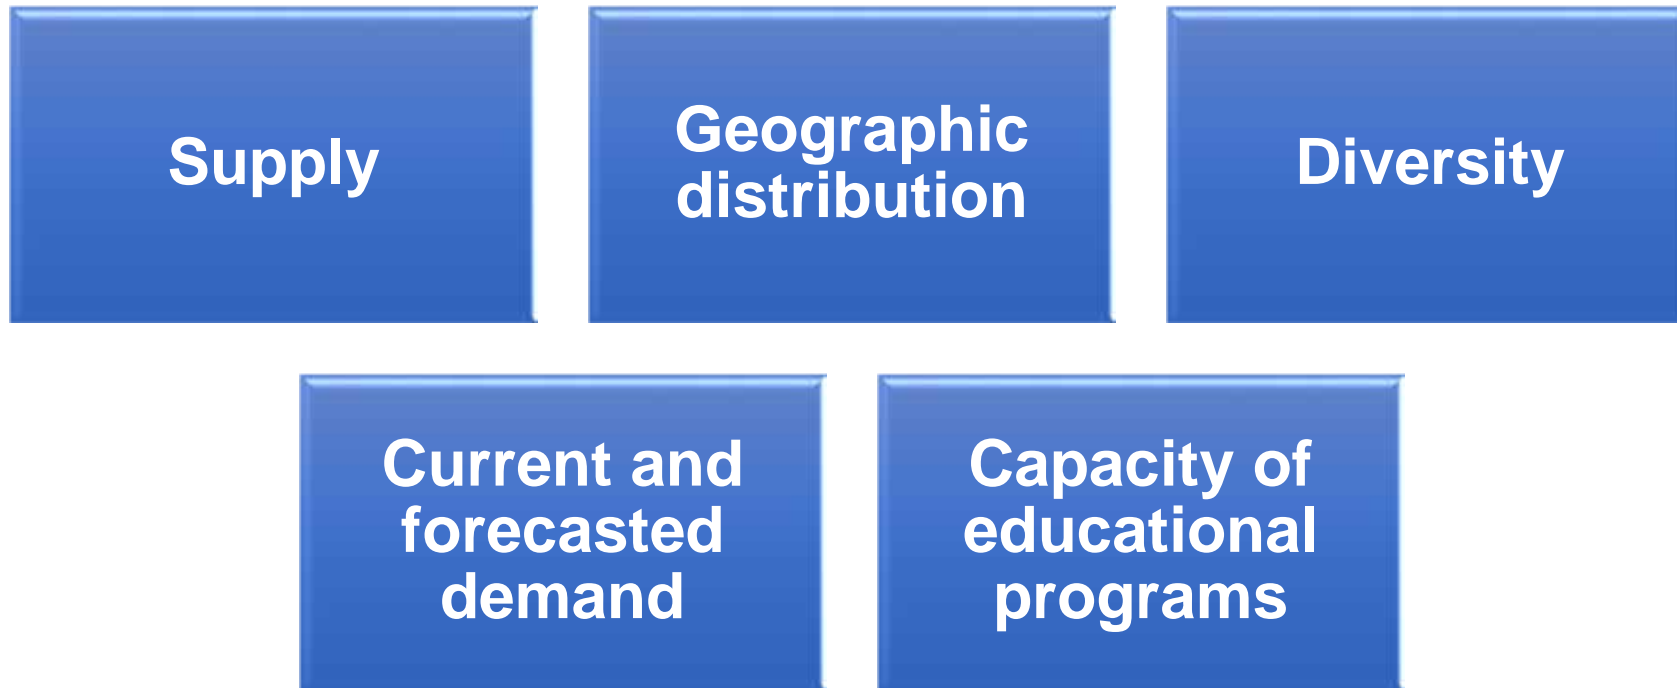 Supply
Geographic
distribution
Diversity
Current and
forecasted
demand
Capacity of
educational
programs